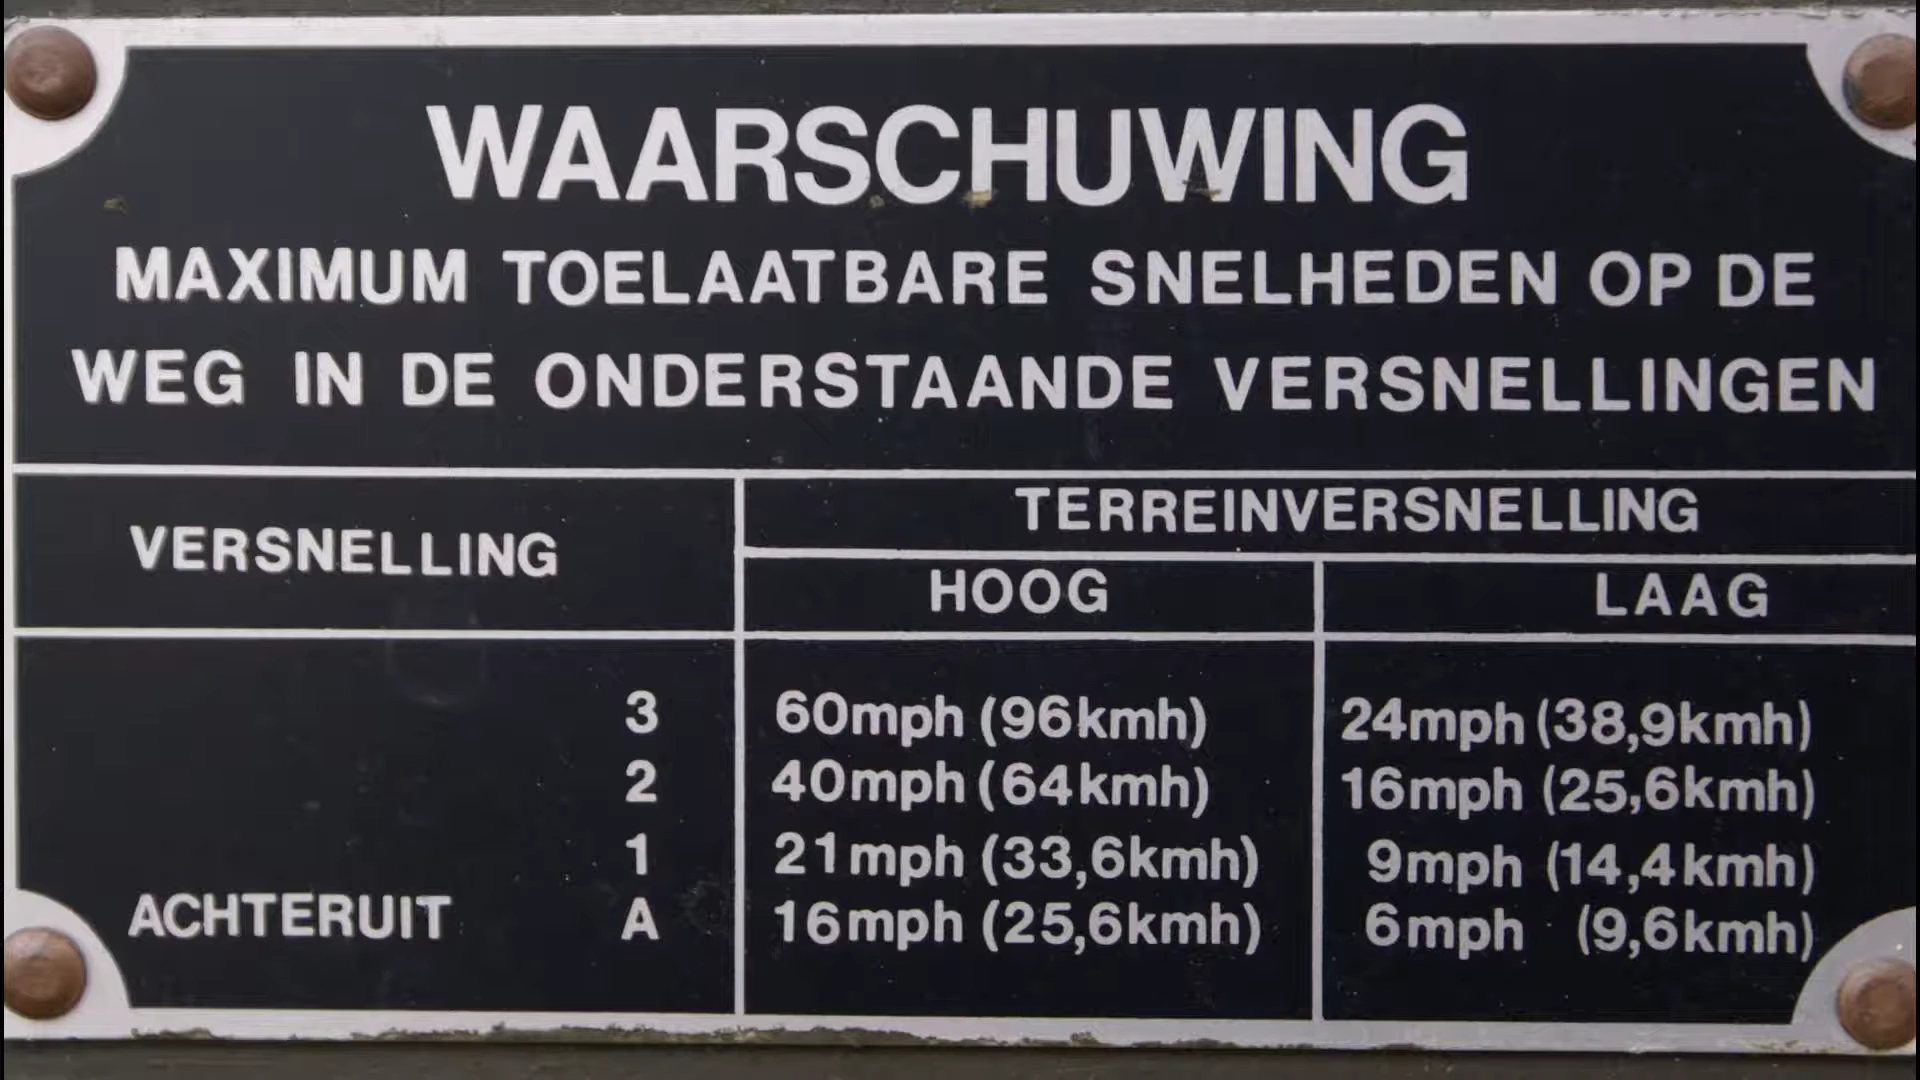 WAARSCHUWING
MAXIMUM TOELAATBARE SNELHEDEN OP DE
WEG IN DE ONDERSTAANDE VERSNELLINGEN
VERSNELLING
TERREINVERSNELLING
HOOG LAAG
3 60mph (96kmh) 24mph (38,9kmh)
2 40mph (64kmh) 16mph (25,6kmh)
1 21mph (33,6kmh) 9mph (14,4kmh)
ACHTERUIT A 16mph (25,6kmh) 6mph (9,6kmh)